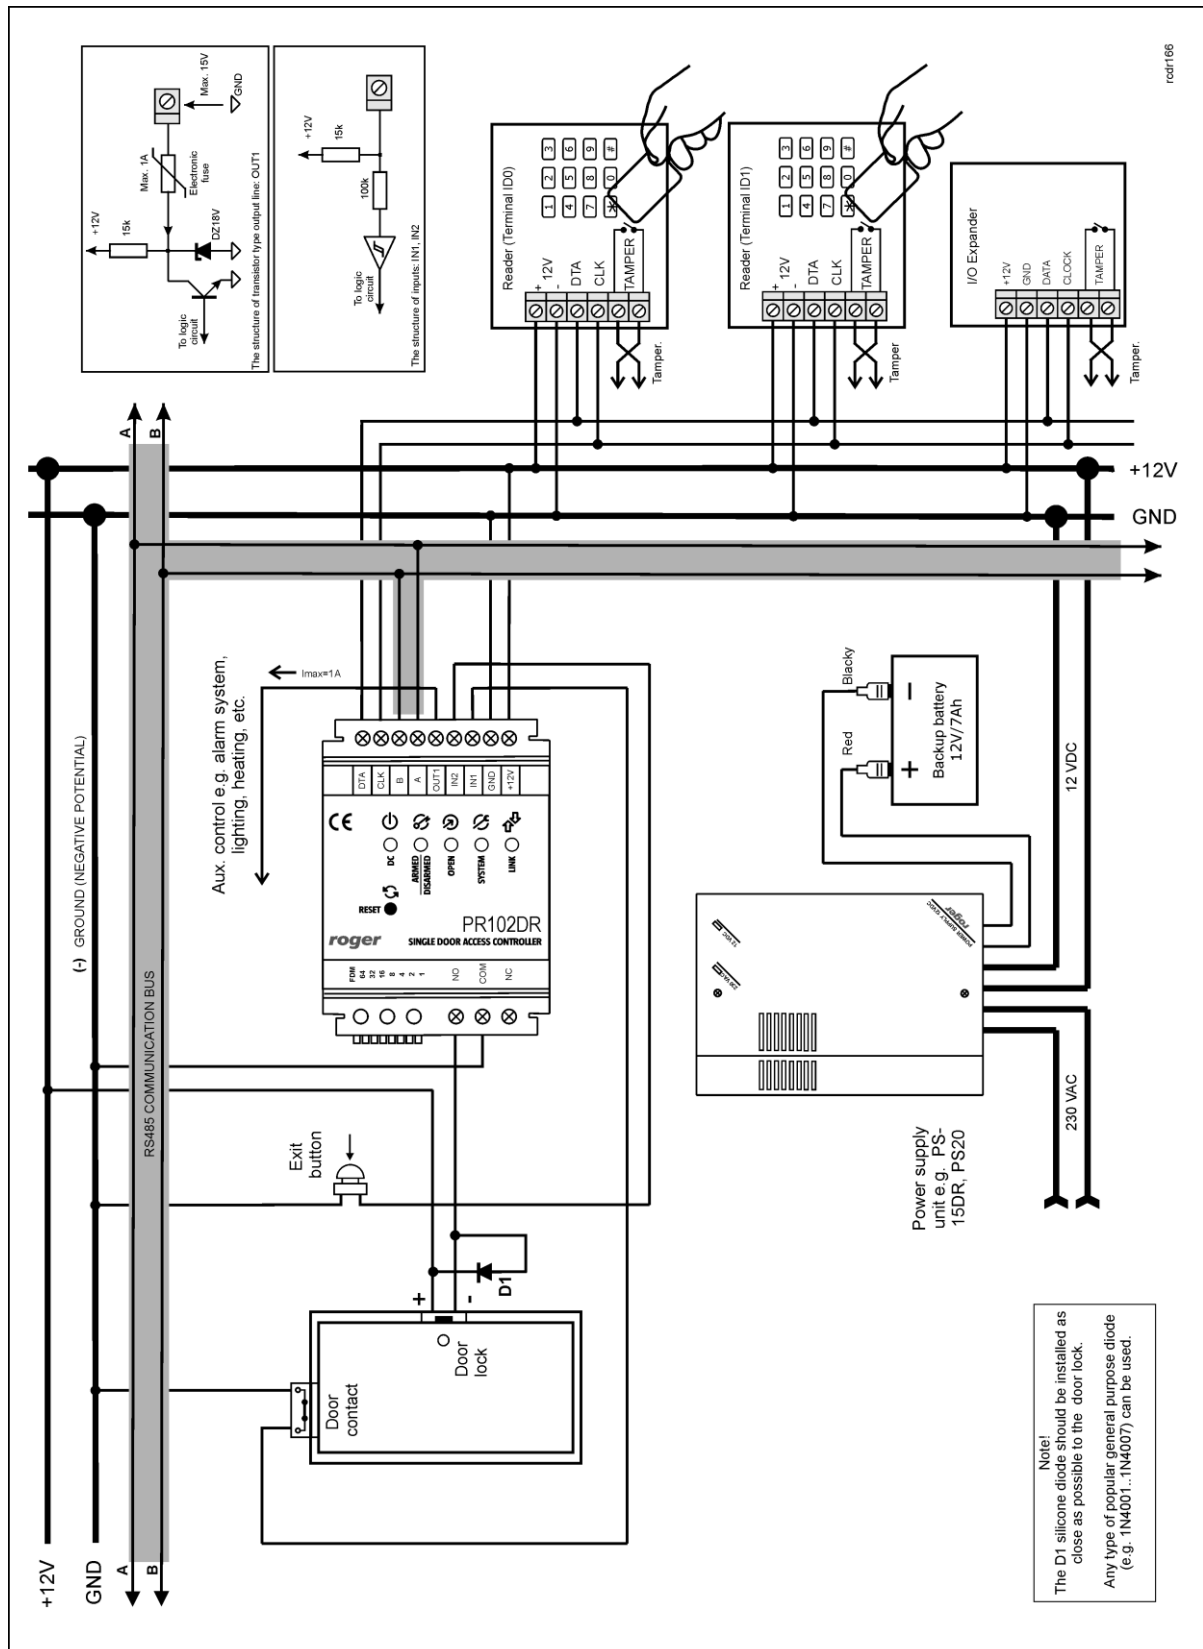 rcdr166
Max. 15V
GND
Max. 1A
Electronic
fuse
+12V
15k
DZ18V
To logic
circuit
The structure of transistor type output line: OUT1
+12V
15k
100k
To logic
circuit
The structure of inputs: IN1, IN2
Reader (Terminal ID0)
1 2 3
4 5 6
7 8 9
* 0 #
+
12V
-
DTA
CLK
TAMPER
Tamper.
Reader (Terminal ID1)
1 2 3
4 5 6
7 8 9
* 0 #
+
12V
-
DTA
CLK
TAMPER
Tamper
I/O Expander
+12V
GND
DATA
CLOCK
TAMPER
Tamper.
A
B
+12V
GND
(-) GROUND (NEGATIVE POTENTIAL)
RS485 COMMUNICATION BUS
Aux. control e.g. alarm system,
lighting, heating, etc.
Imax=1A
DTA
CLK
B
A
OUT1
IN2
IN1
GND
+12V
CE
DC
ARMED
DISARMED
OPEN
SYSTEM
LINK
RESET
roger
PR102DR
SINGLE DOOR ACCESS CONTROLLER
FDM
64
32
16
8
4
2
1
NO
COM
NC
Blacky
Red
-
+
Backup battery
12V/7Ah
12 VDC
230 VAC
12 VDC
230 VAC
roger
POWER SUPPLY 12VDC
Power supply
unit e.g. PS-
15DR, PS20
Exit
button
D1
+
-
Door
lock
Door
contact
+12V
GND
A
B
Note!
The D1 silicone diode should be installed as
close as possible to the door lock.
Any type of popular general purpose diode
(e.g. 1N4001..1N4007) can be used.